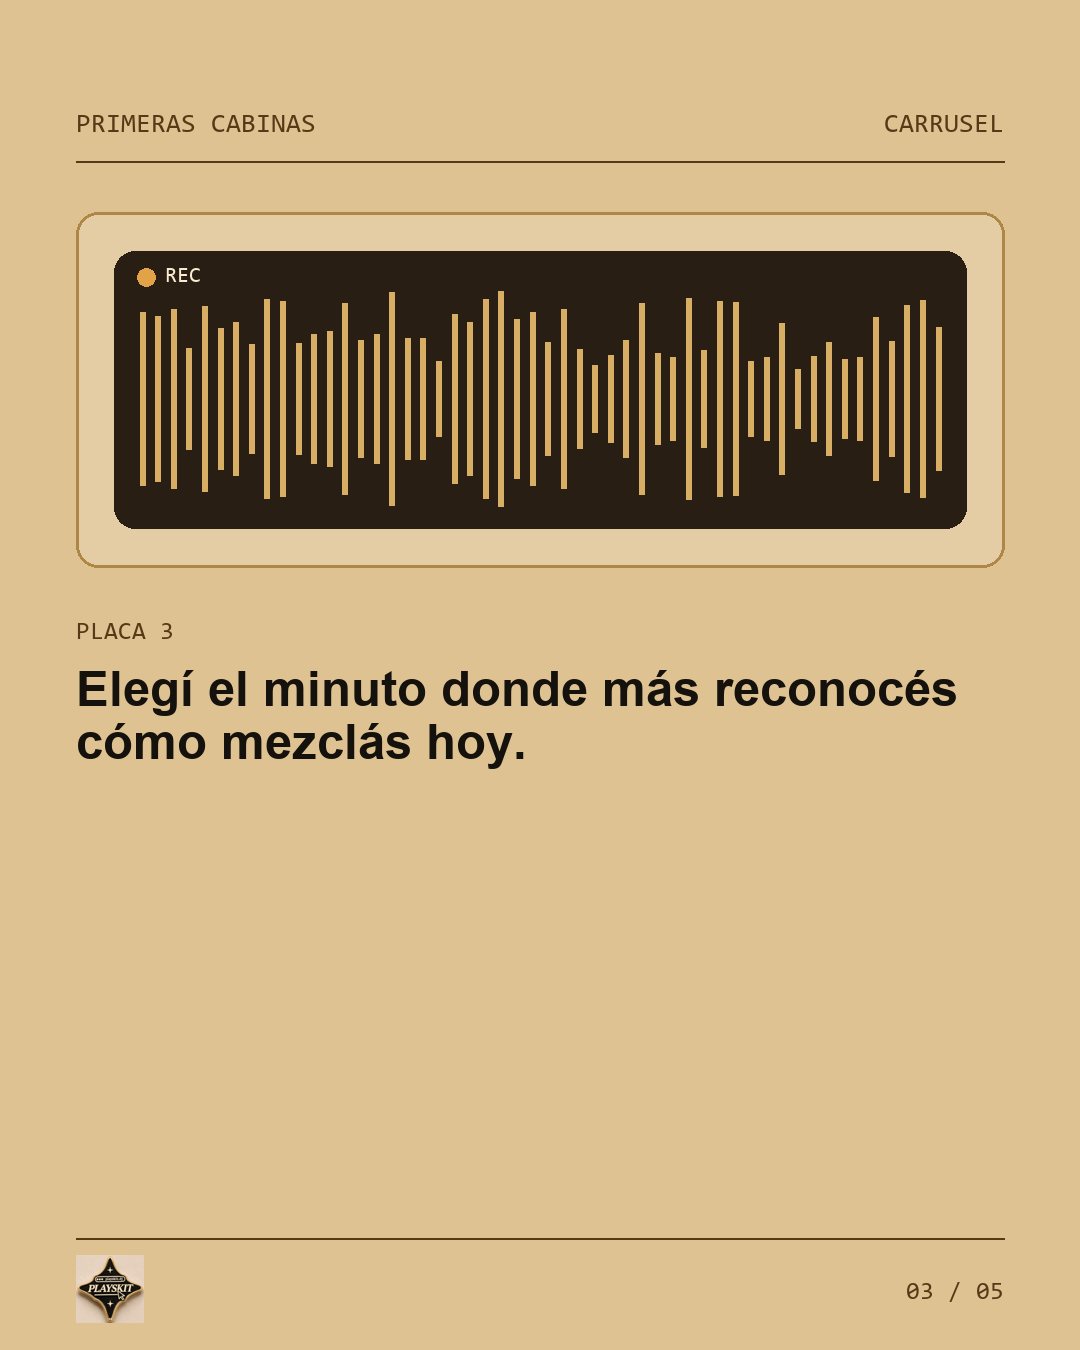 PRIMERAS CABINAS
CARRUSEL
REC
PLACA 3
Elegí el minuto donde más reconocés
cómo mezclás hoy.
PLAYSKIT
03 / 05